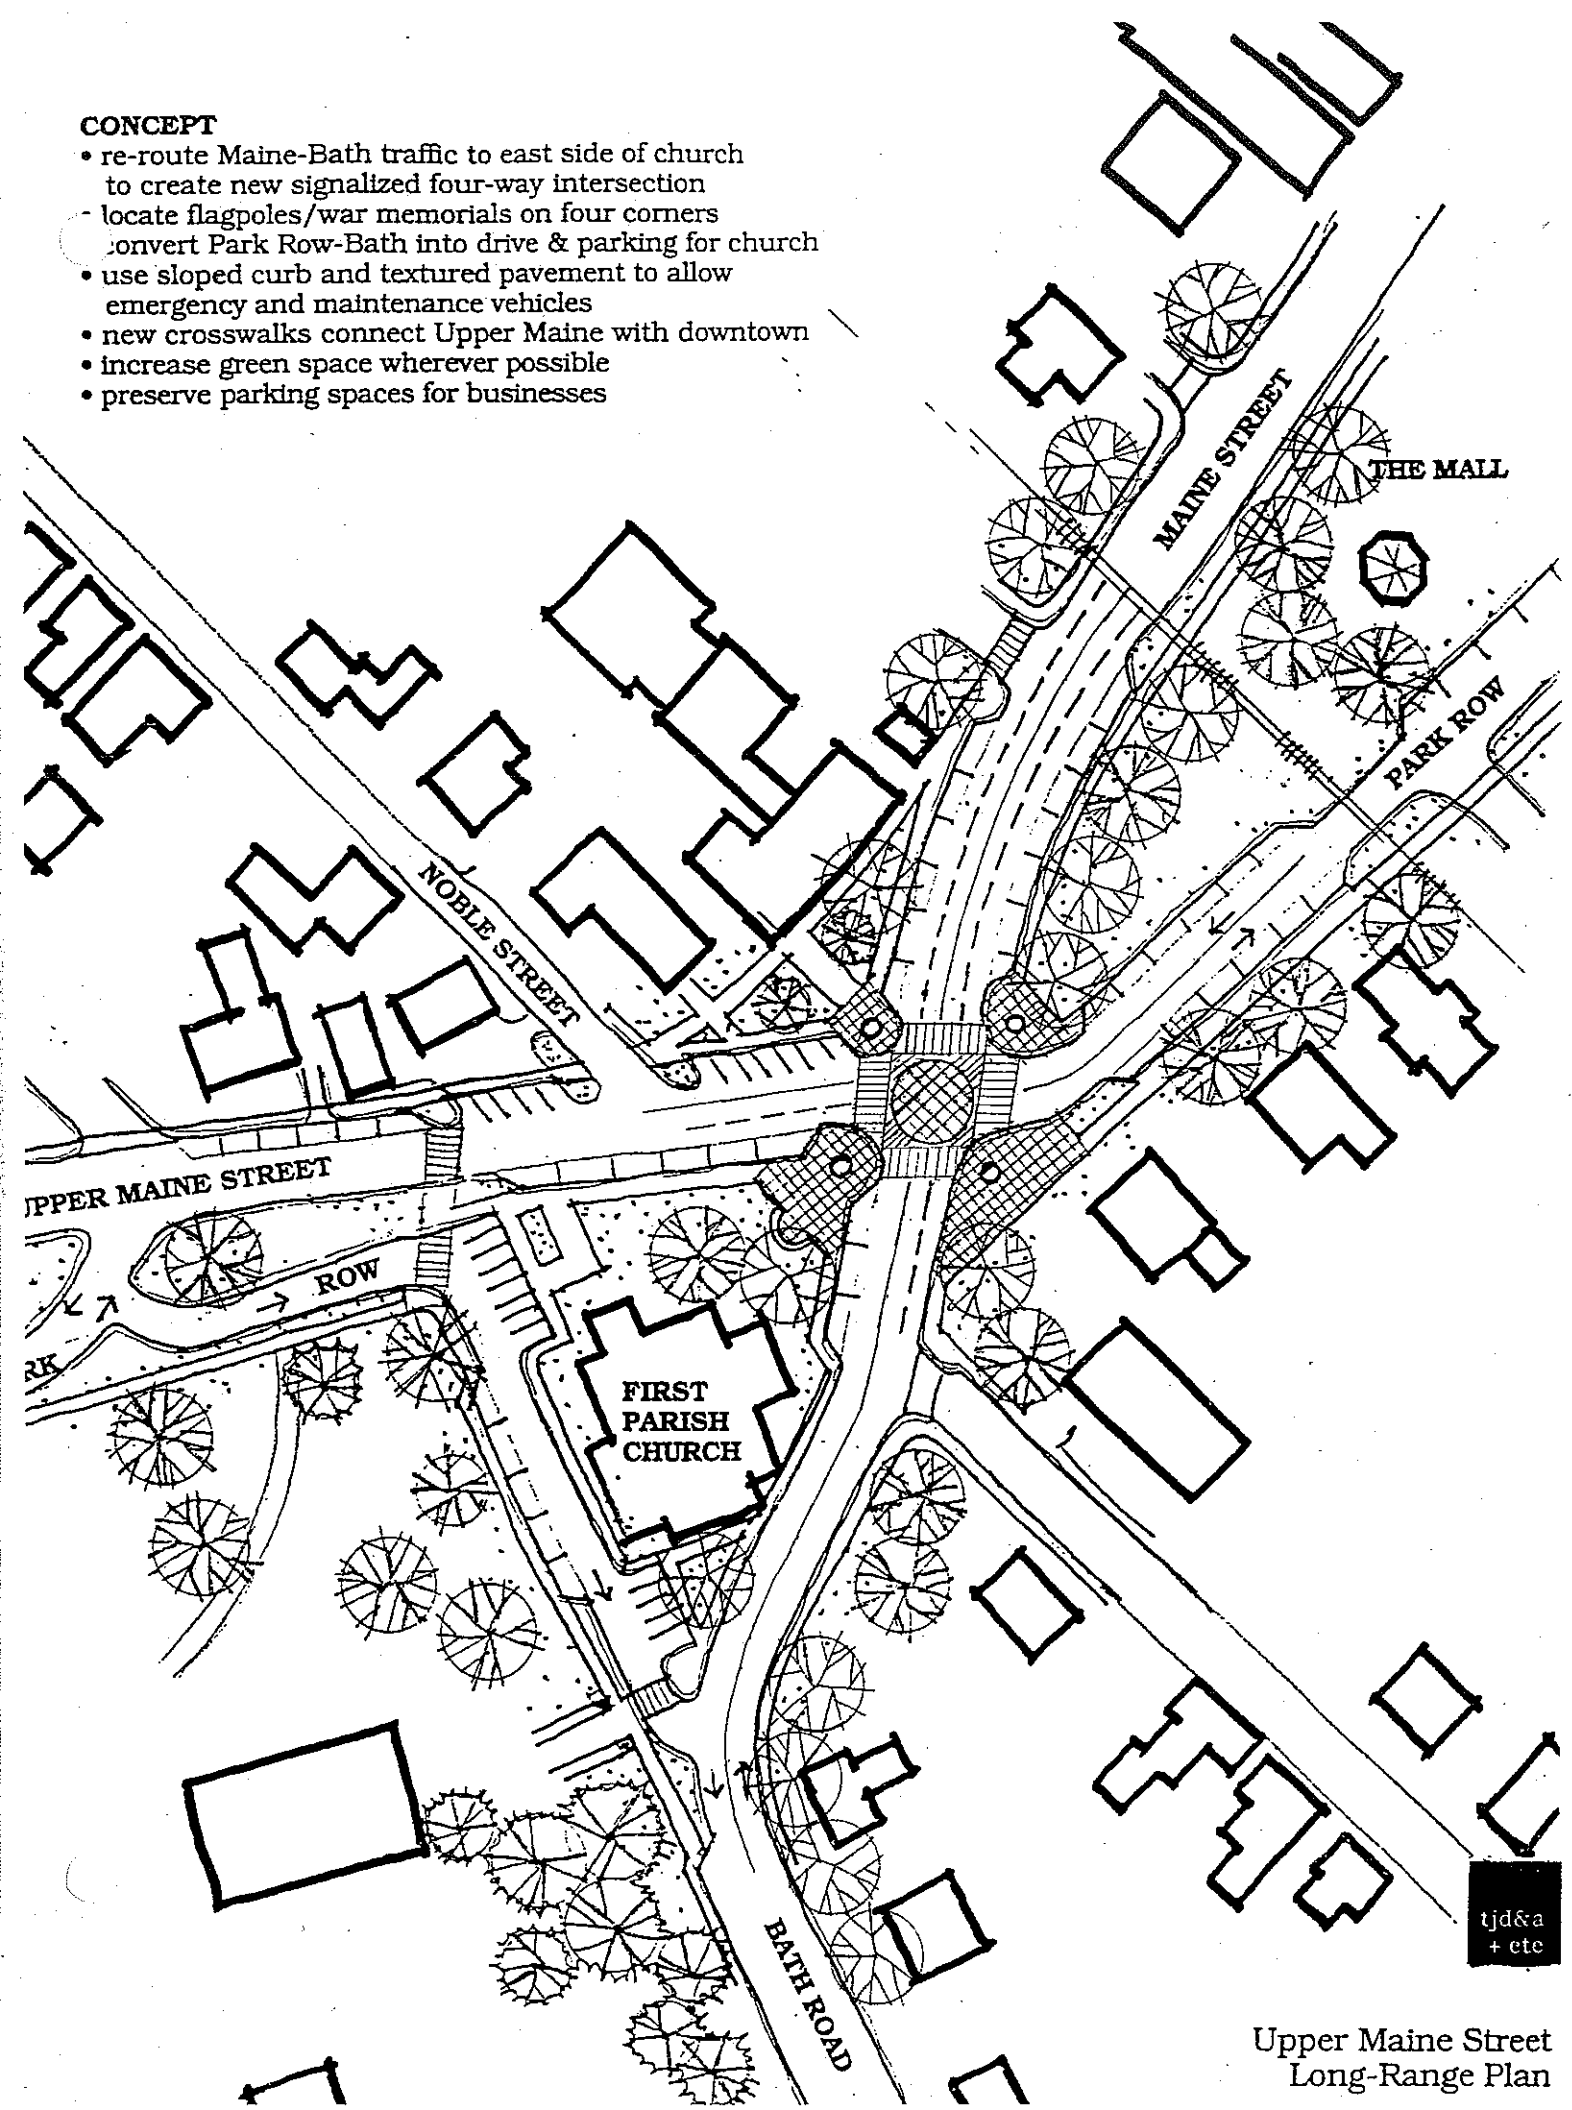 CONCEPT
• re-route Maine-Bath traffic to east side of church
to create new signalized four-way intersection
- locate flagpoles/war memorials on four corners
convert Park Row-Bath into drive & parking for church
• use sloped curb and textured pavement to allow
emergency and maintenance vehicles
• new crosswalks connect Upper Maine with downtown
• increase green space wherever possible
• preserve parking spaces for businesses
MAINE STREET
THE MALL
PARK ROW
NOBLE STREET
UPPER MAINE STREET
ROW
RK
FIRST
PARISH
CHURCH
BATH ROAD
tjd&a
+ etc
Upper Maine Street
Long-Range Plan